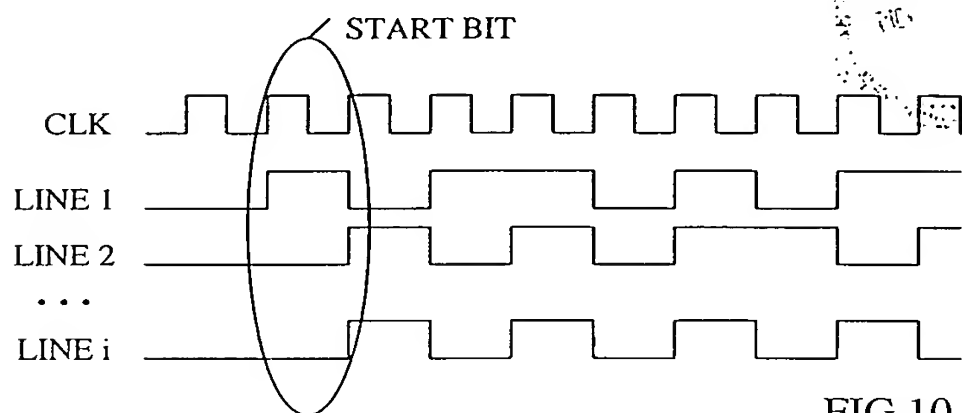 START BIT
CLK
LINE 1
LINE 2
...
LINE i
FIG 10